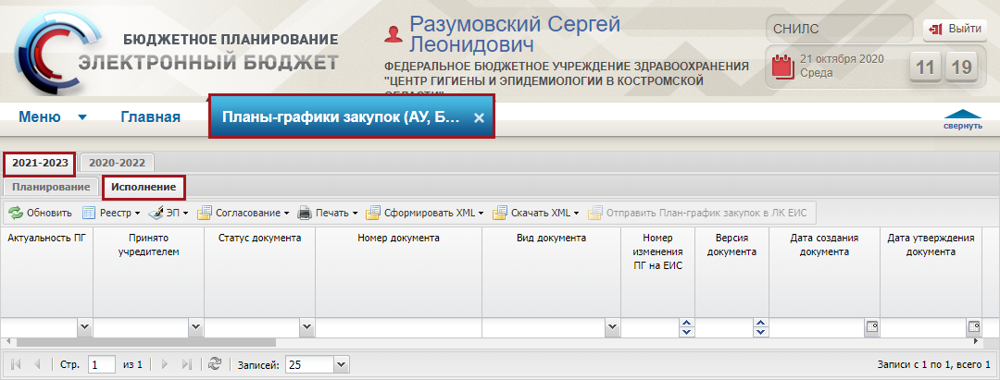 БЮДЖЕТНОЕ ПЛАНИРОВАНИЕ
ЭЛЕКТРОННЫЙ БЮДЖЕТ
Разумовский Сергей
Леонидович
ФЕДЕРАЛЬНОЕ БЮДЖЕТНОЕ УЧРЕЖДЕНИЕ ЗДРАВООХРАНЕНИЯ
"ЦЕНТР ГИГИЕНЫ И ЭПИДЕМИОЛОГИИ В КОСТРОМСКОЙ
ОБЛАСТИ"
СНИЛС
Выйти
21 октября 2020
Среда
11 19
Меню Главная Планы-графики закупок (АУ, Б...
свернуть
2021-2023 2020-2022
Планирование Исполнение
Обновить Реестр ЭП Согласование Печать Сформировать XML Скачать XML Отправить План-график закупок в ЛК ЕИС
Актуальность ПГ
Принято
учредителем
Статус документа
Номер документа
Вид документа
Номер
изменения
ПГ на ЕИС
Версия
документа
Дата создания
документа
Дата утверждения
документа
Стр. 1 из 1 Записей: 25 Записи с 1 по 1, всего 1